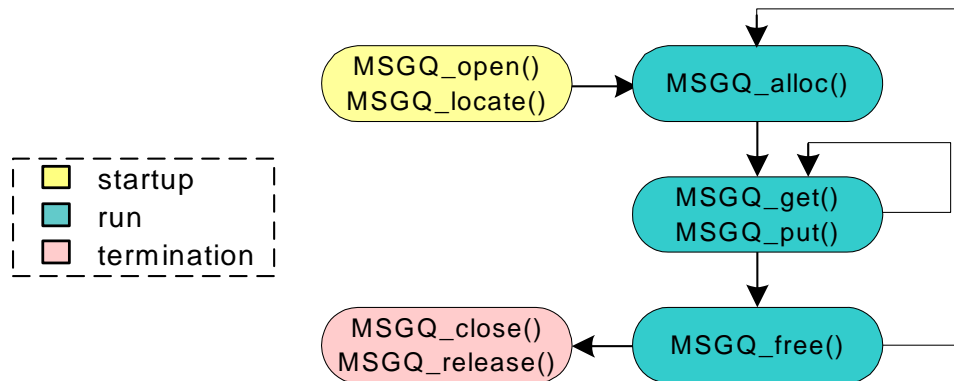 MSGQ_open()
MSGQ_locate()
MSGQ_alloc()
startup
run
termination
MSGQ_get()
MSGQ_put()
MSGQ_close()
MSGQ_release()
MSGQ_free()